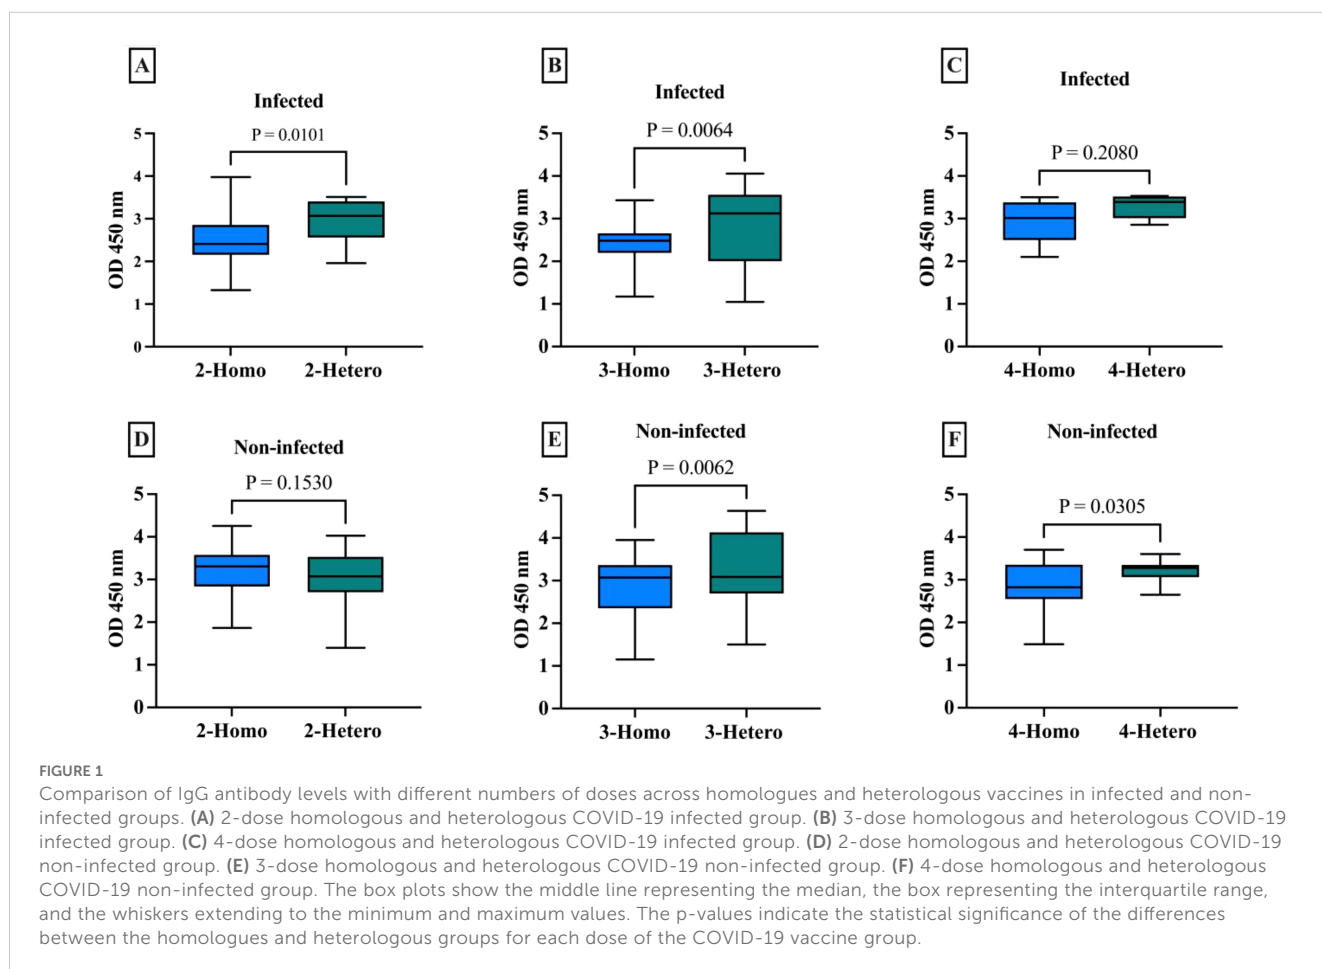 A
Infected
P = 0.0101
5
4
3
2
1
0
OD 450 nm
2-Homo 2-Hetero
B
Infected
P = 0.0064
5
4
3
2
1
0
OD 450 nm
3-Homo 3-Hetero
C
Infected
P = 0.2080
5
4
3
2
1
0
OD 450 nm
4-Homo 4-Hetero
D
Non-infected
P = 0.1530
5
4
3
2
1
0
OD 450 nm
2-Homo 2-Hetero
E
Non-infected
P = 0.0062
5
4
3
2
1
0
OD 450 nm
3-Homo 3-Hetero
F
Non-infected
P = 0.0305
5
4
3
2
1
0
OD 450 nm
4-Homo 4-Hetero
FIGURE 1
Comparison of IgG antibody levels with different numbers of doses across homologues and heterologous vaccines in infected and non-
infected groups. (A) 2-dose homologous and heterologous COVID-19 infected group. (B) 3-dose homologous and heterologous COVID-19
infected group. (C) 4-dose homologous and heterologous COVID-19 infected group. (D) 2-dose homologous and heterologous COVID-19
non-infected group. (E) 3-dose homologous and heterologous COVID-19 non-infected group. (F) 4-dose homologous and heterologous
COVID-19 non-infected group. The box plots show the middle line representing the median, the box representing the interquartile range,
and the whiskers extending to the minimum and maximum values. The p-values indicate the statistical significance of the differences
between the homologues and heterologous groups for each dose of the COVID-19 vaccine group.